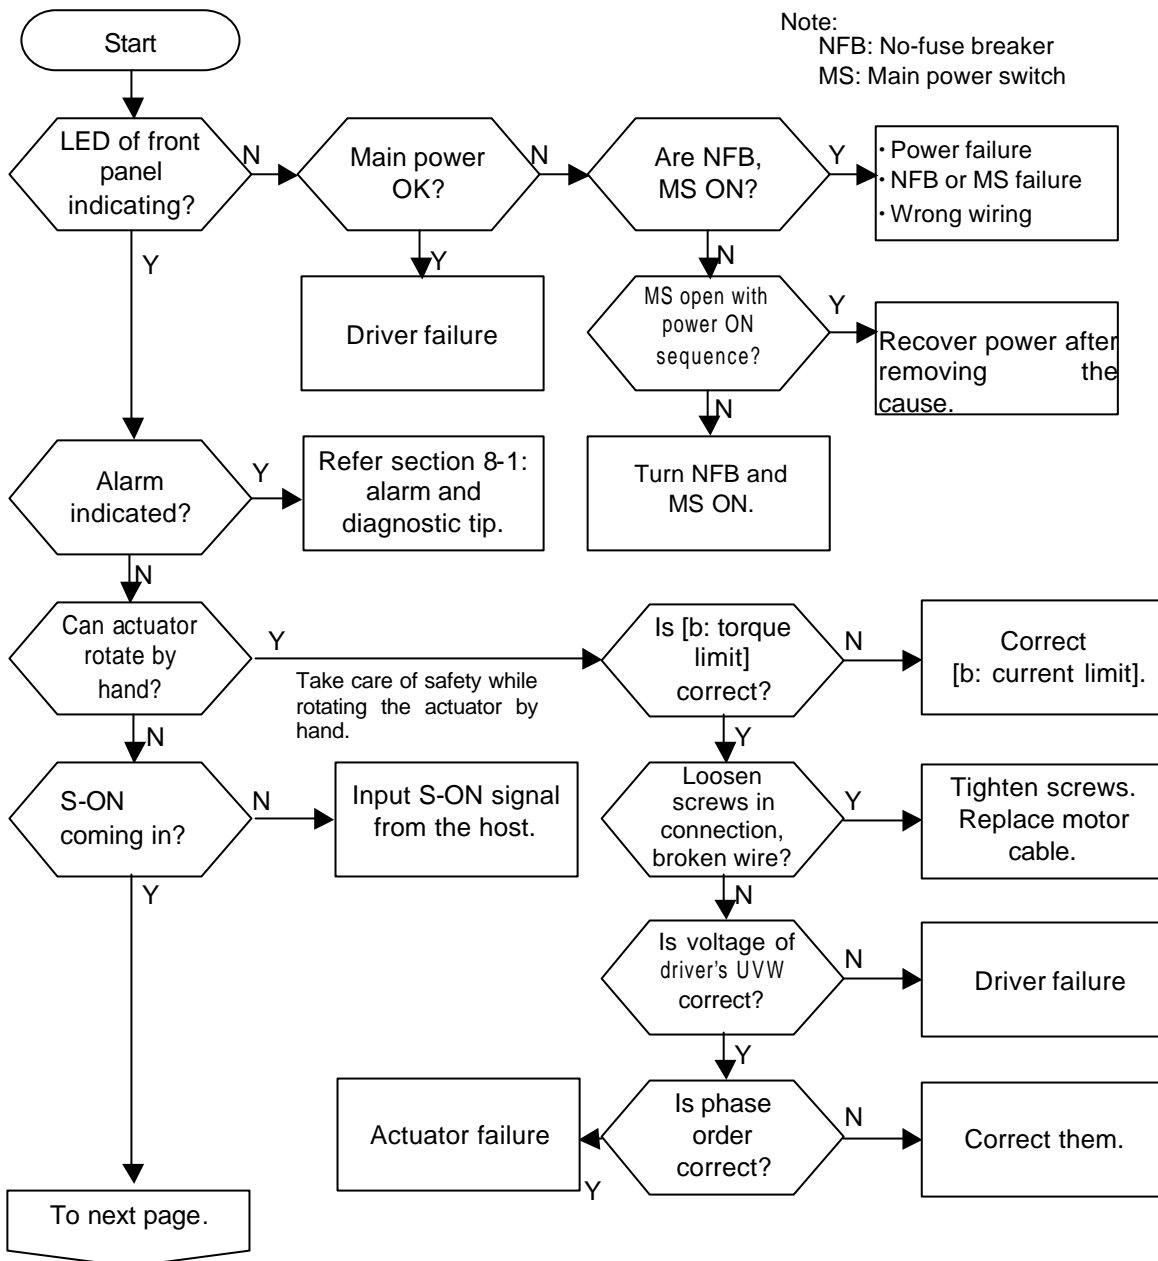 Start
Note:
NFB: No-fuse breaker
MS: Main power switch
LED of front
panel
indicating?
N
Main power
OK?
N
Are NFB,
MS ON?
Y
・Power failure
・NFB or MS failure
・Wrong wiring
Y
Y
Driver failure
N
MS open with
power ON
sequence?
Y
Recover power after
removing the
cause.
N
Turn NFB and
MS ON.
Alarm
indicated?
Y
Refer section 8-1:
alarm and
diagnostic tip.
N
Can actuator
rotate by
hand?
Y
Take care of safety while
rotating the actuator by
hand.
Is [b: torque
limit]
correct?
N
Correct
[b: current limit].
N
Y
S-ON
coming in?
N
Input S-ON signal
from the host.
Loosen
screws in
connection,
broken wire?
Y
Tighten screws.
Replace motor
cable.
Y
N
Is voltage of
driver's UVW
correct?
N
Driver failure
Y
Is phase
order
correct?
N
Correct them.
Y
Actuator failure
To next page.